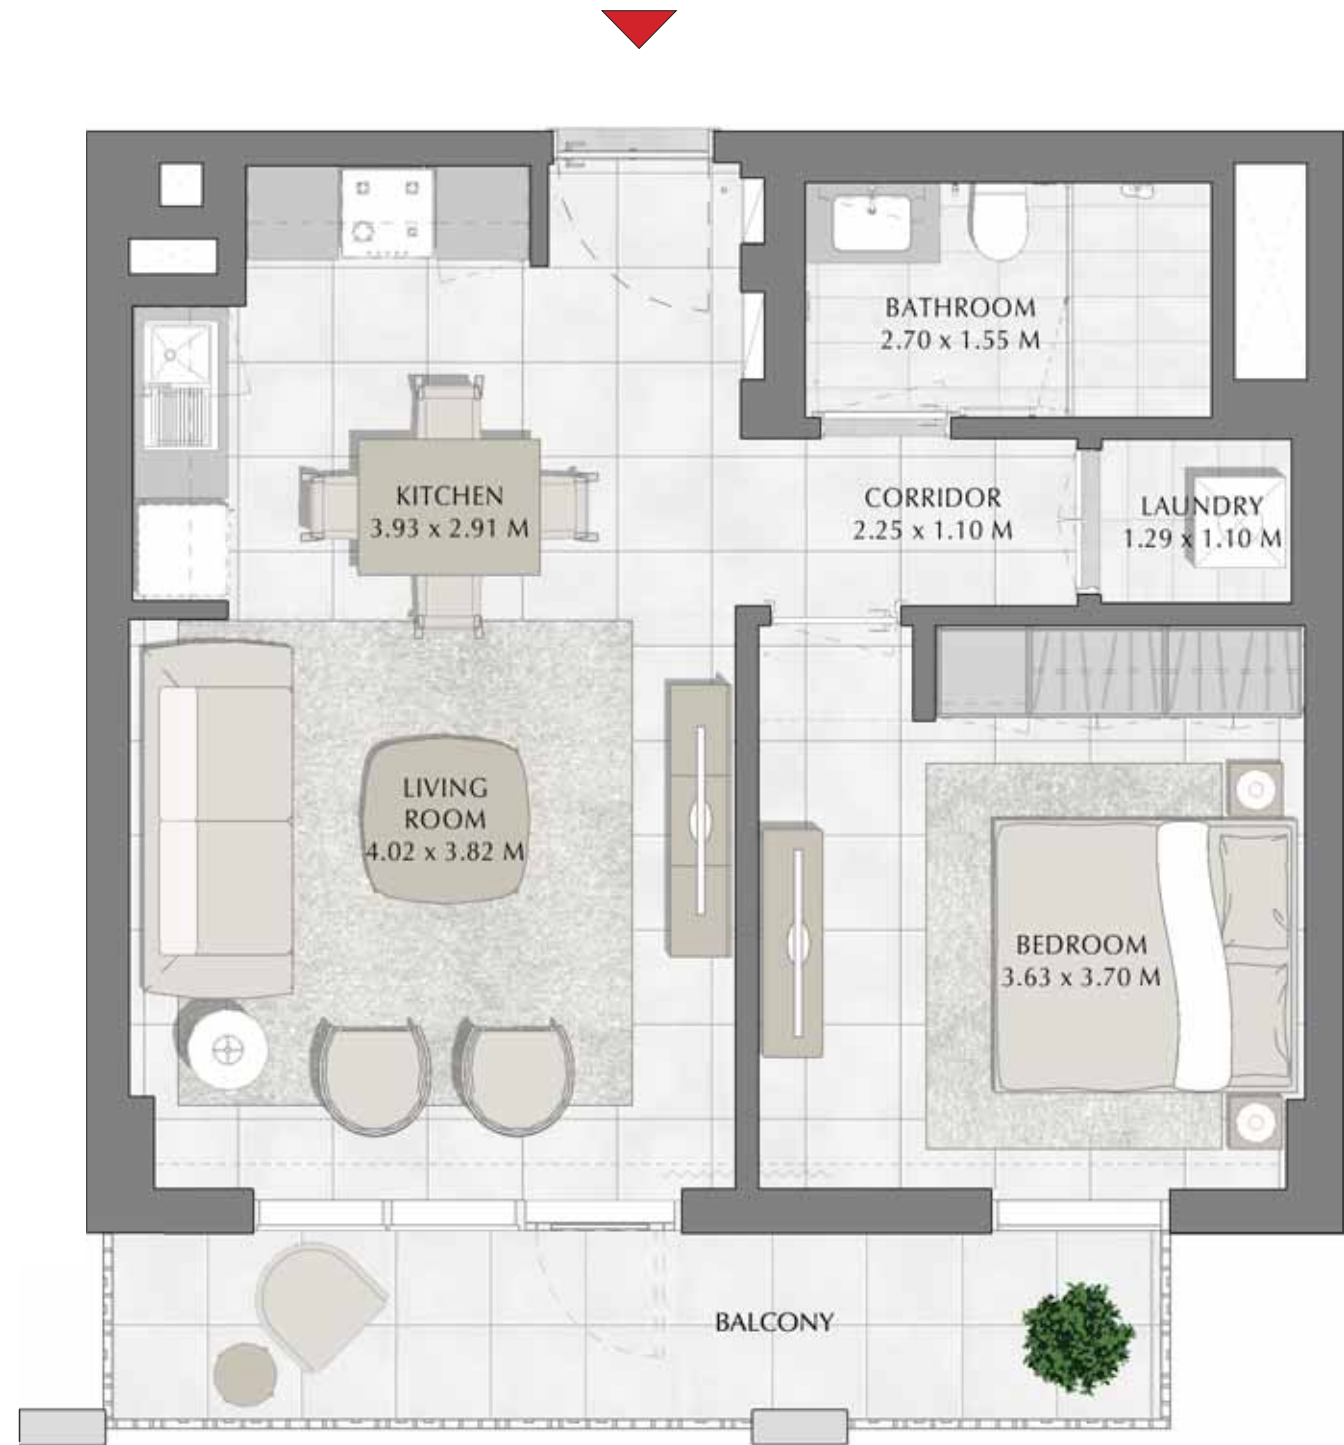 BATHROOM
2.70 x 1.55 M
KITCHEN
3.93 x 2.91 M
CORRIDOR
2.25 x 1.10 M
LAUNDRY
1.29 x 1.10 M
LIVING
ROOM
4.02 x 3.82 M
BEDROOM
3.63 x 3.70 M
BALCONY